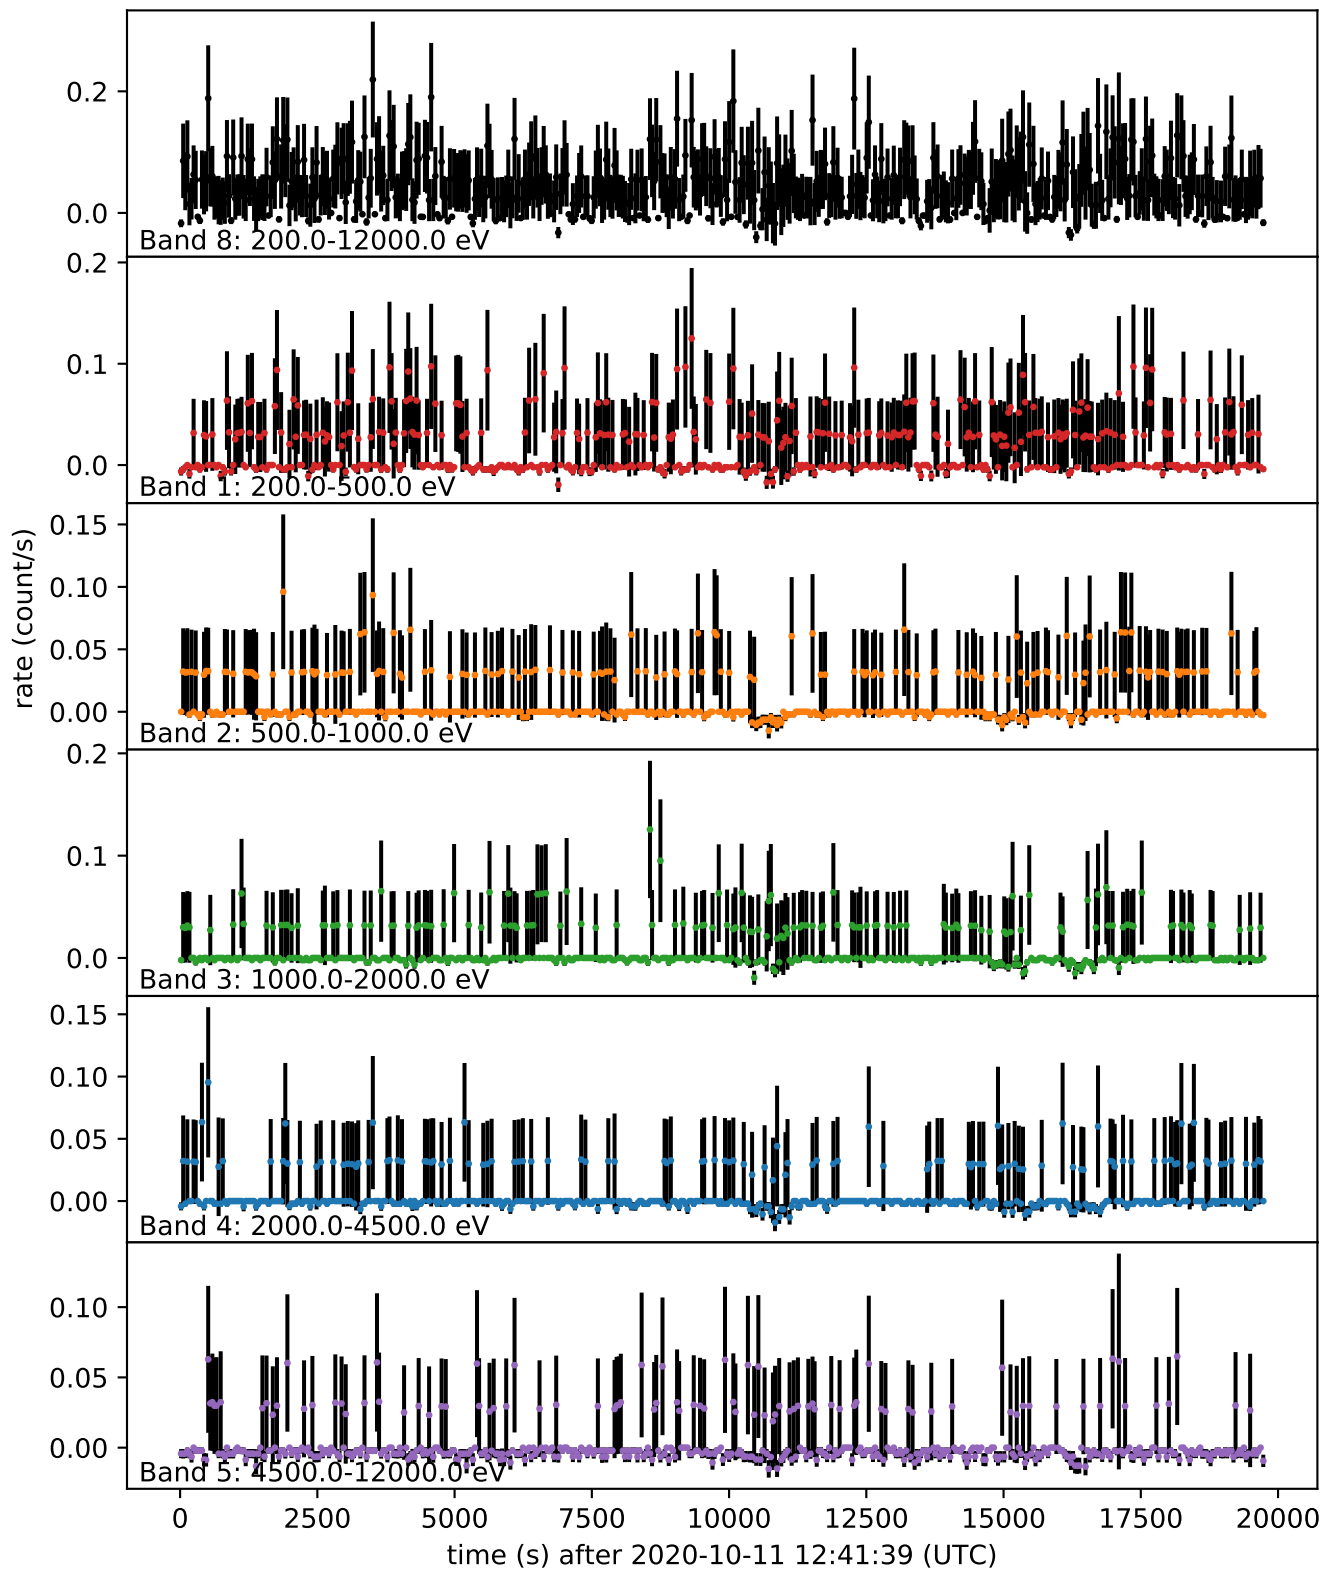 0.2
0.0
Band 8: 200.0-12000.0 eV
0.2
0.1
0.0
Band 1: 200.0-500.0 eV
rate (count/s)
0.15
0.10
0.05
0.00
Band 2: 500.0-1000.0 eV
0.2
0.1
0.0
Band 3: 1000.0-2000.0 eV
0.15
0.10
0.05
0.00
Band 4: 2000.0-4500.0 eV
0.10
0.05
0.00
Band 5: 4500.0-12000.0 eV
0 2500 5000 7500 10000 12500 15000 17500 20000
time (s) after 2020-10-11 12:41:39 (UTC)